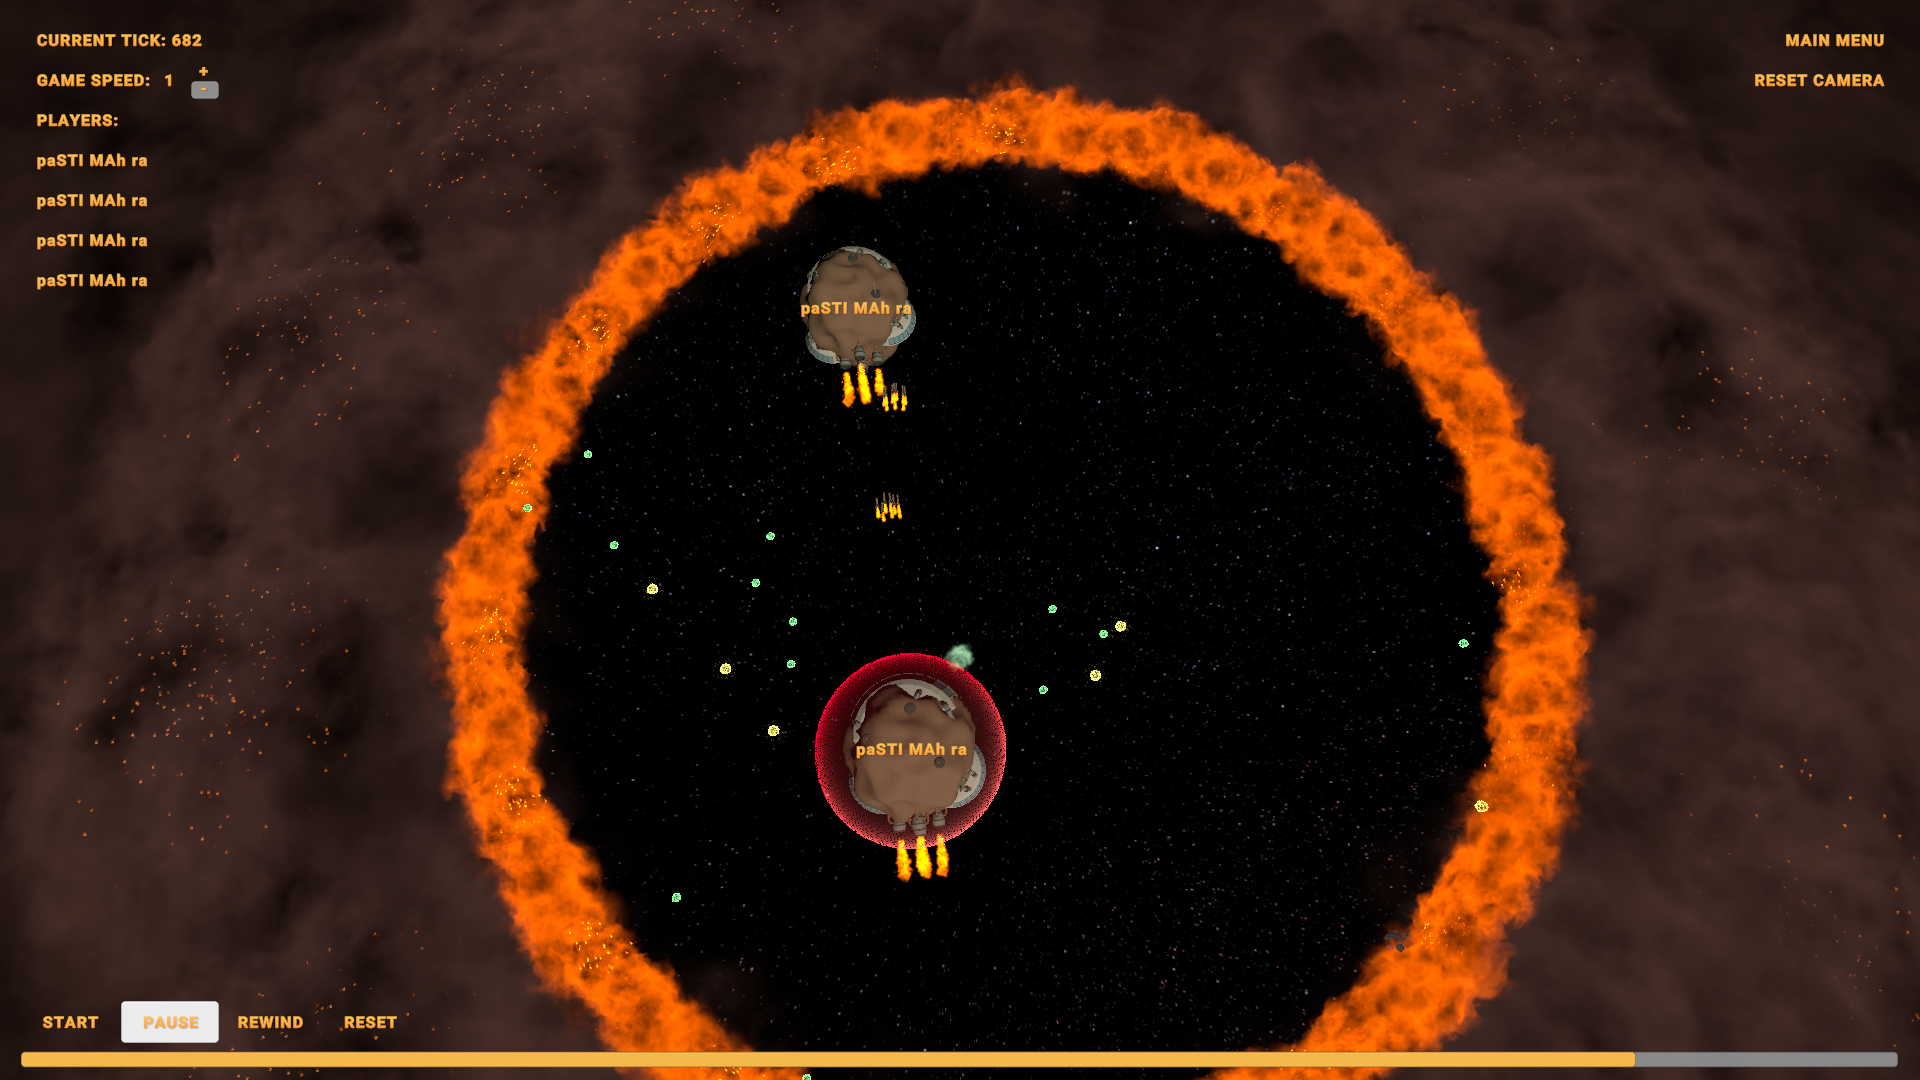 CURRENT TICK: 682
MAIN MENU
GAME SPEED: 1 + -
RESET CAMERA
PLAYERS:
paSTI MAh ra
paSTI MAh ra
paSTI MAh ra
paSTI MAh ra
paSTI MAh ra
paSTI MAh ra
START PAUSE REWIND RESET